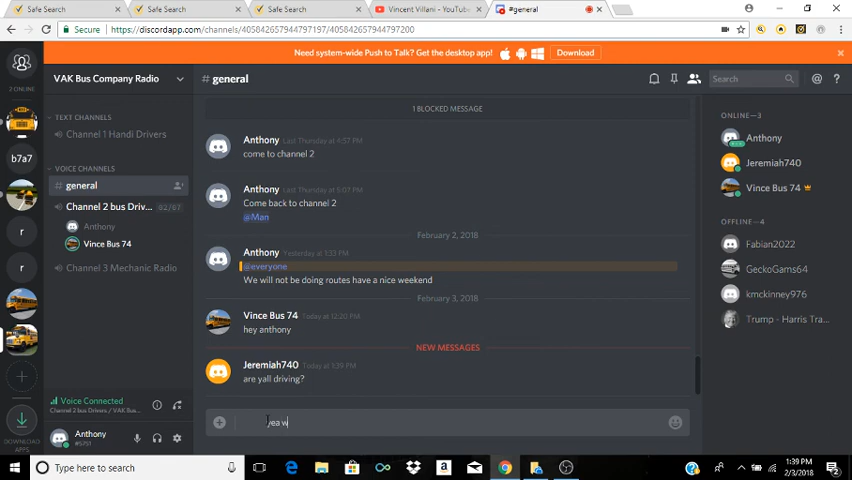 Safe Search
Safe Search
Safe Search
Vincent Villani - YouTube
#general
Secure
https://discordapp.com/channels/405842657944797197/405842657944797200
Need system-wide Push to Talk? Get the desktop app!
Download
VAK Bus Company Radio
# general
Search
2 ONLINE
1 BLOCKED MESSAGE
TEXT CHANNELS
Channel 1 Handi Drivers
VOICE CHANNELS
# general
Channel 2 bus Driv...
02/87
Anthony
Vince Bus 74
Channel 3 Mechanic Radio
b7a7
r
r
Anthony Last Thursday at 4:57 PM
come to channel 2
Anthony Last Thursday at 5:07 PM
Come back to channel 2
@Man
February 2, 2018
Anthony Yesterday at 1:33 PM
@everyone
We will not be doing routes have a nice weekend
February 3, 2018
Vince Bus 74 Today at 12:20 PM
hey anthony
NEW MESSAGES
Jeremiah740 Today at 1:39 PM
are yall driving?
yea w
ONLINE—3
Anthony
Jeremiah740
Vince Bus 74
OFFLINE—4
Fabian2022
GeckoGams64
kmckinney976
Trump - Harris Tra...
Voice Connected
Channel 2 bus Drivers / VAK Bus...
DOWNLOAD
APPS
Anthony
#5751
Type here to search
1:39 PM
2/3/2018